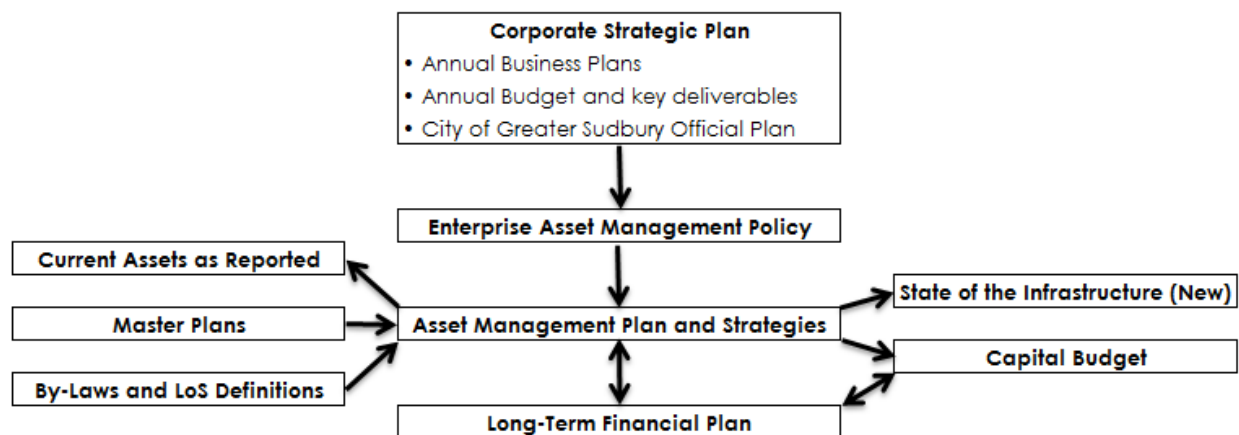 Corporate Strategic Plan
• Annual Business Plans
• Annual Budget and key deliverables
• City of Greater Sudbury Official Plan
Enterprise Asset Management Policy
Current Assets as Reported
State of the Infrastructure (New)
Master Plans
Asset Management Plan and Strategies
Capital Budget
By-Laws and LoS Definitions
Long-Term Financial Plan